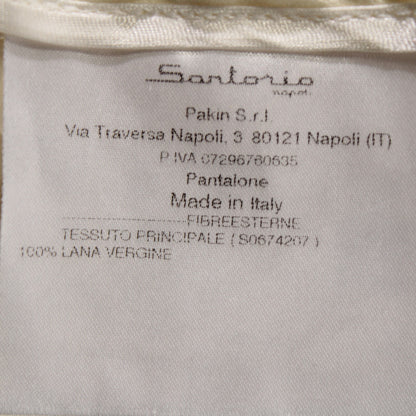 Sartorio
napoli
Pakin S.r.l.
Via Traversa Napoli, 3 80121 Napoli (IT)
P.IVA 07296760635
Pantalone
Made in Italy
--------------------------FIBREESTERNE
TESSUTO PRINCIPALE ( S0674207 )
100% LANA VERGINE